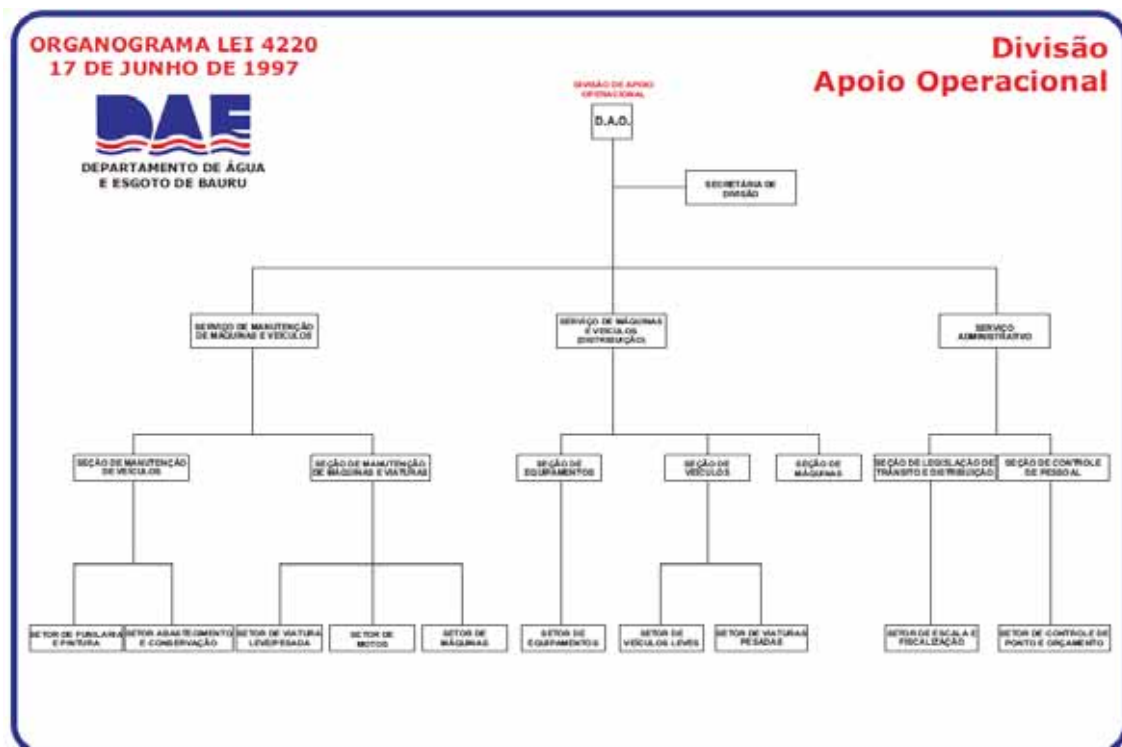 ORGANOGRAMA LEI 4220
17 DE JUNHO DE 1997
Divisão
Apoio Operacional
DAE
DEPARTAMENTO DE ÁGUA
E ESGOTO DE BAURU
DIVISÃO DE APOIO
OPERACIONAL
D.A.O.
SECRETÁRIA DE
DIVISÃO
SERVIÇO DE MANUTENÇÃO
DE MÁQUINAS E VEÍCULOS
SERVIÇO DE MÁQUINAS
E VEÍCULOS
(DISTRIBUIÇÃO)
SERVIÇO
ADMINISTRATIVO
SEÇÃO DE MANUTENÇÃO
DE VEÍCULOS
SEÇÃO DE MANUTENÇÃO
DE MÁQUINAS E VIATURAS
SEÇÃO DE
EQUIPAMENTOS
SEÇÃO DE
VEÍCULOS
SEÇÃO DE
MÁQUINAS
SEÇÃO DE LEGISLAÇÃO DE
TRÂNSITO E DISTRIBUIÇÃO
SEÇÃO DE CONTROLE
DE PESSOAL
SETOR DE FUNILARIA
E PINTURA
SETOR ABASTECIMENTO
E CONSERVAÇÃO
SETOR DE VIATURA
LEVE/PESADA
SETOR DE
MOTOS
SETOR DE
MÁQUINAS
SETOR DE
EQUIPAMENTOS
SETOR DE
VEÍCULOS LEVES
SETOR DE VIATURAS
PESADAS
SETOR DE ESCALA E
FISCALIZAÇÃO
SETOR DE CONTROLE DE
PONTO E ORÇAMENTO